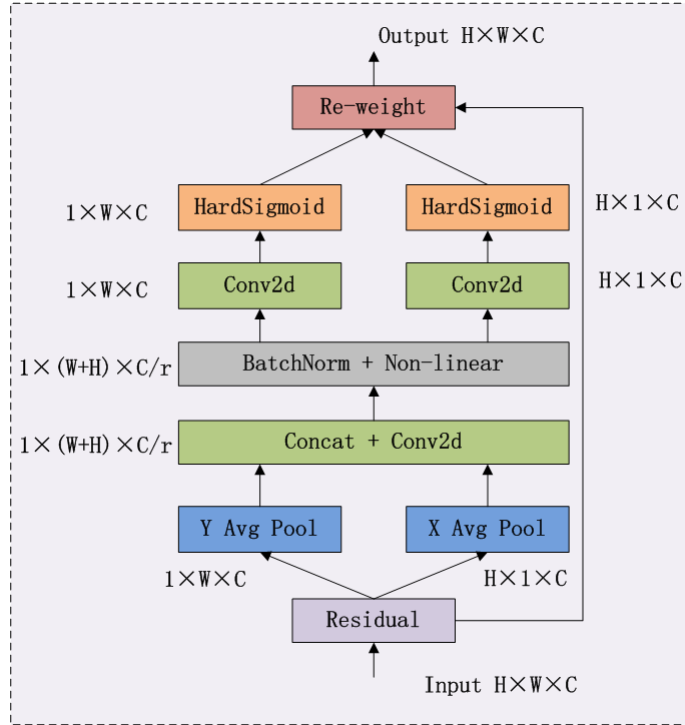 Output H×W×C
Re-weight
1×W×C
HardSigmoid
HardSigmoid
H×1×C
1×W×C
Conv2d
Conv2d
H×1×C
1×(W+H)×C/r
BatchNorm + Non-linear
1×(W+H)×C/r
Concat + Conv2d
Y Avg Pool
X Avg Pool
1×W×C
H×1×C
Residual
Input H×W×C